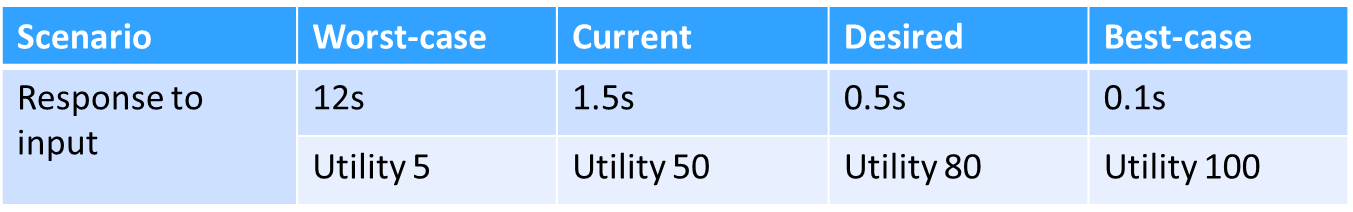 Scenario Worst-case Current Desired Best-case
Response to input 12s 1.5s 0.5s 0.1s
Utility 5 Utility 50 Utility 80 Utility 100